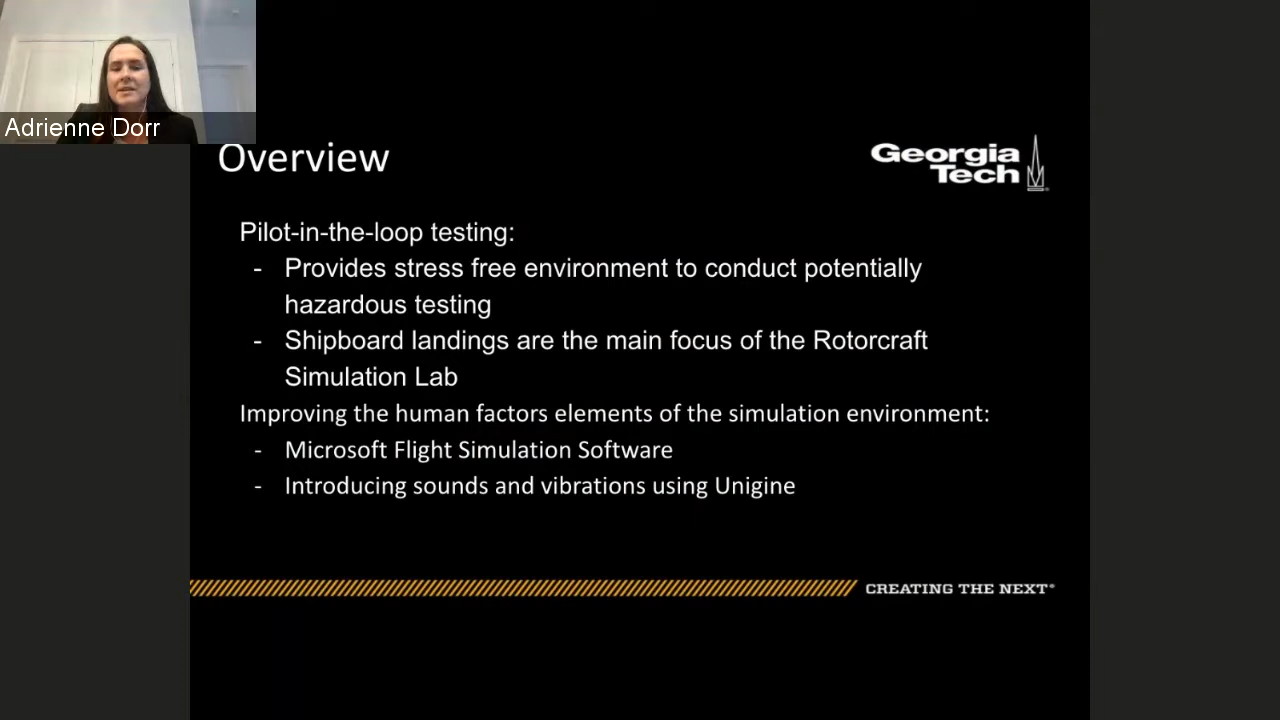 Adrienne Dorr
Overview
Georgia
Tech
Pilot-in-the-loop testing:
- Provides stress free environment to conduct potentially
hazardous testing
- Shipboard landings are the main focus of the Rotorcraft
Simulation Lab
Improving the human factors elements of the simulation environment:
- Microsoft Flight Simulation Software
- Introducing sounds and vibrations using Unigine
CREATING THE NEXT®